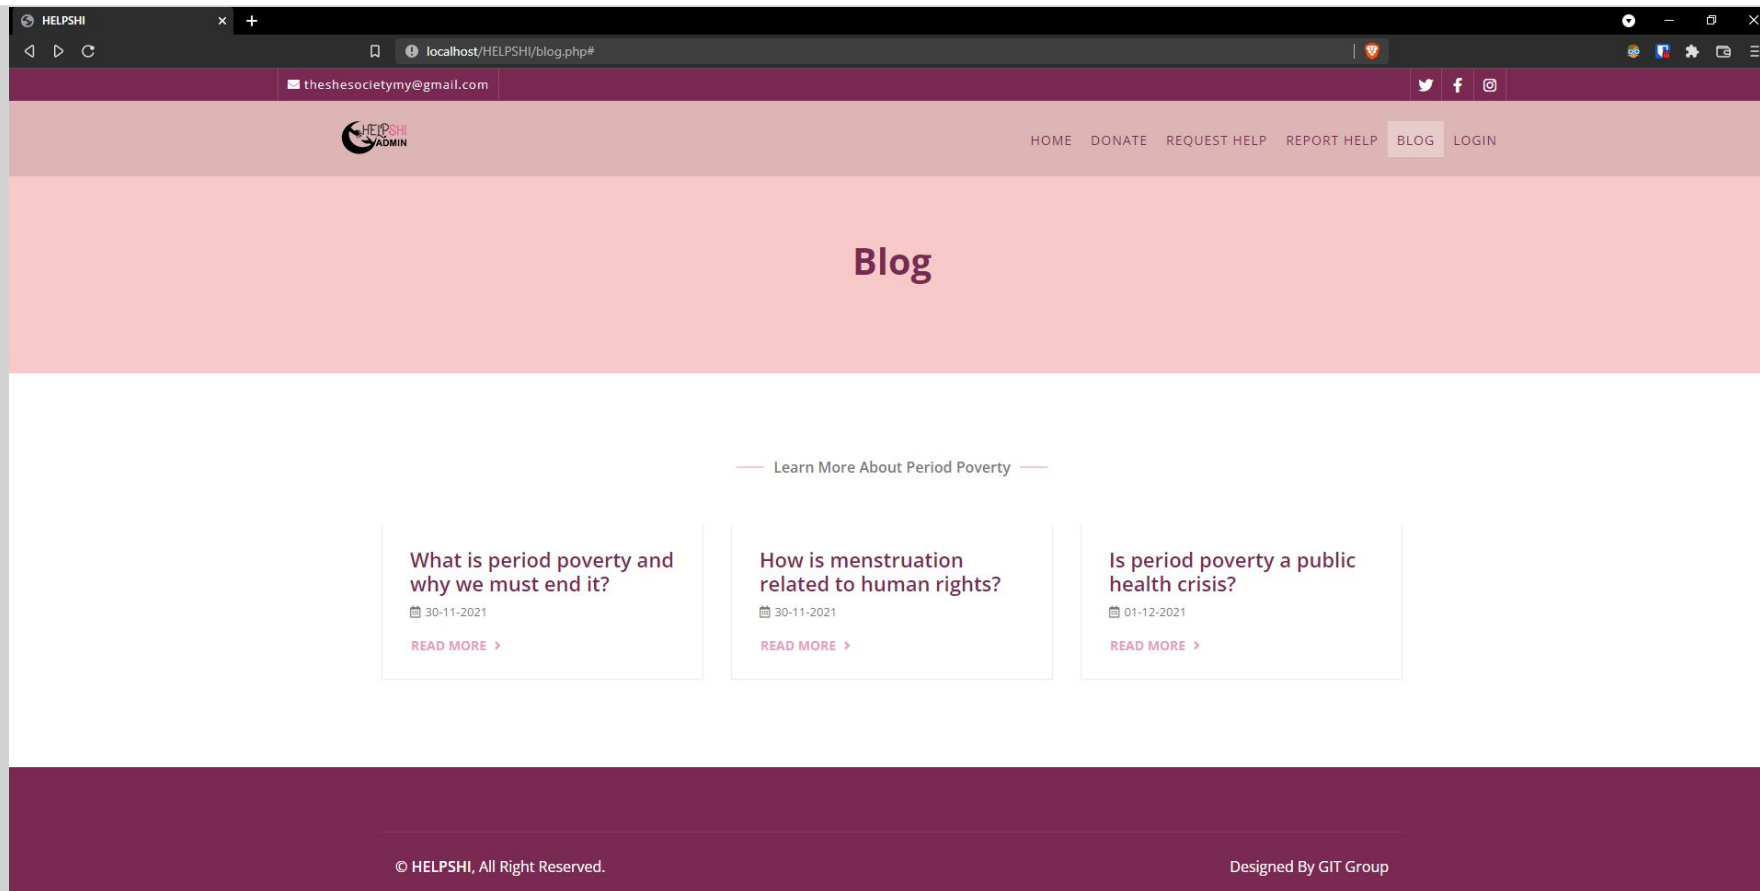 HELPSHI
localhost/HELPSHI/blog.php#
theshesocietymy@gmail.com
HELPSHI
ADMIN
HOME DONATE REQUEST HELP REPORT HELP BLOG LOGIN
Blog
Learn More About Period Poverty
What is period poverty and
why we must end it?
30-11-2021
READ MORE
How is menstruation
related to human rights?
30-11-2021
READ MORE
Is period poverty a public
health crisis?
01-12-2021
READ MORE
© HELPSHI, All Right Reserved.
Designed By GIT Group